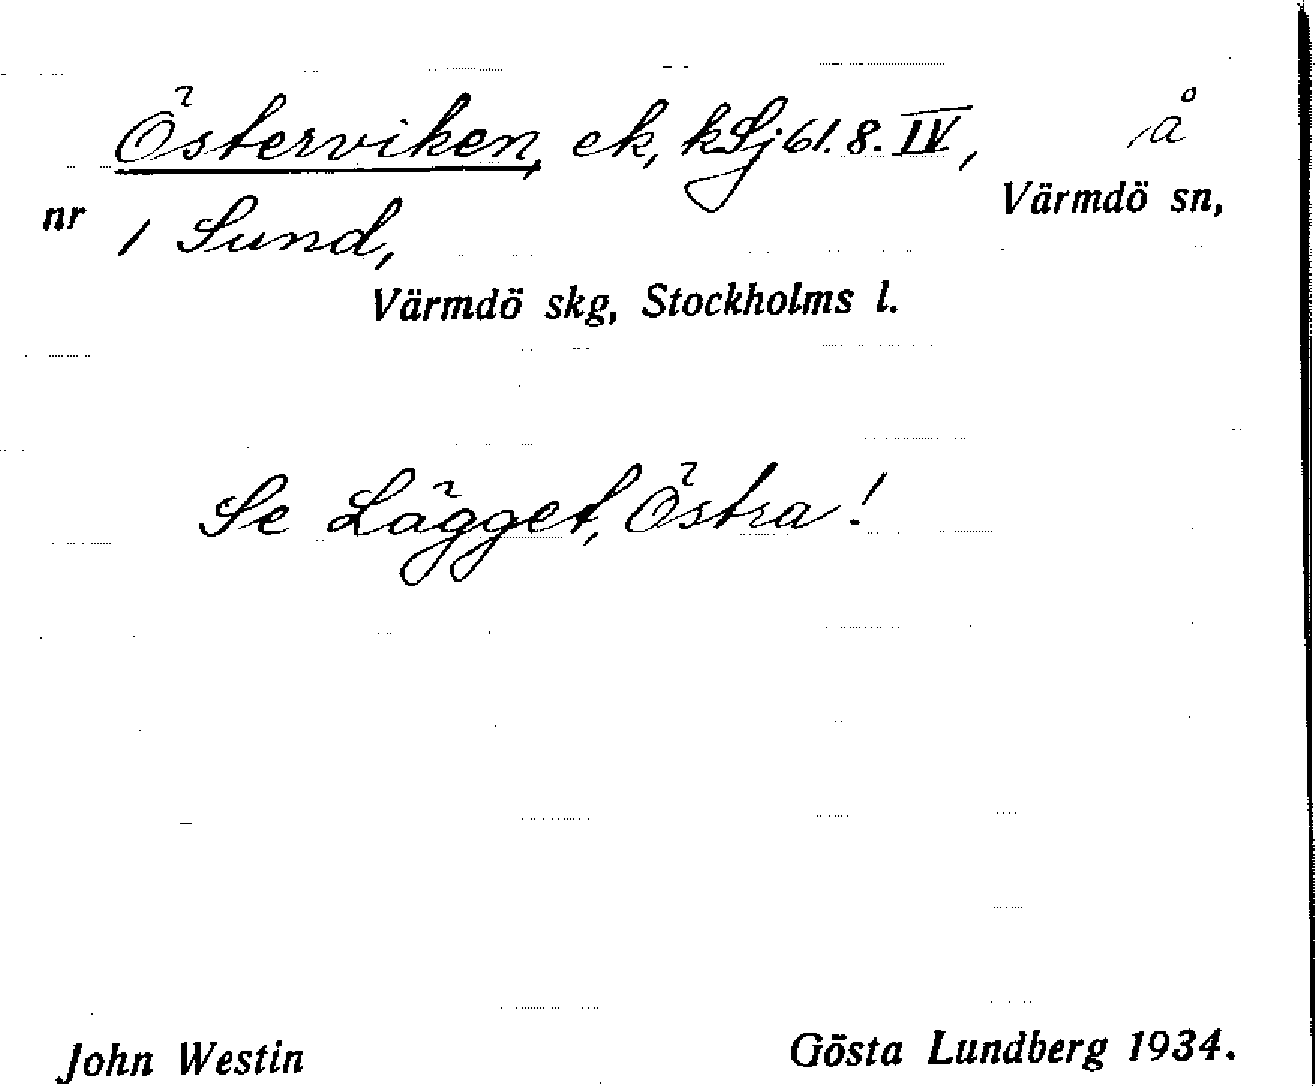 Österviken, ek, kSj 61.8.IV, å
nr 1 Sund, Värmdö sn,
Värmdö skg, Stockholms l.
Se Lägget, Östra!
John Westin Gösta Lundberg 1934.